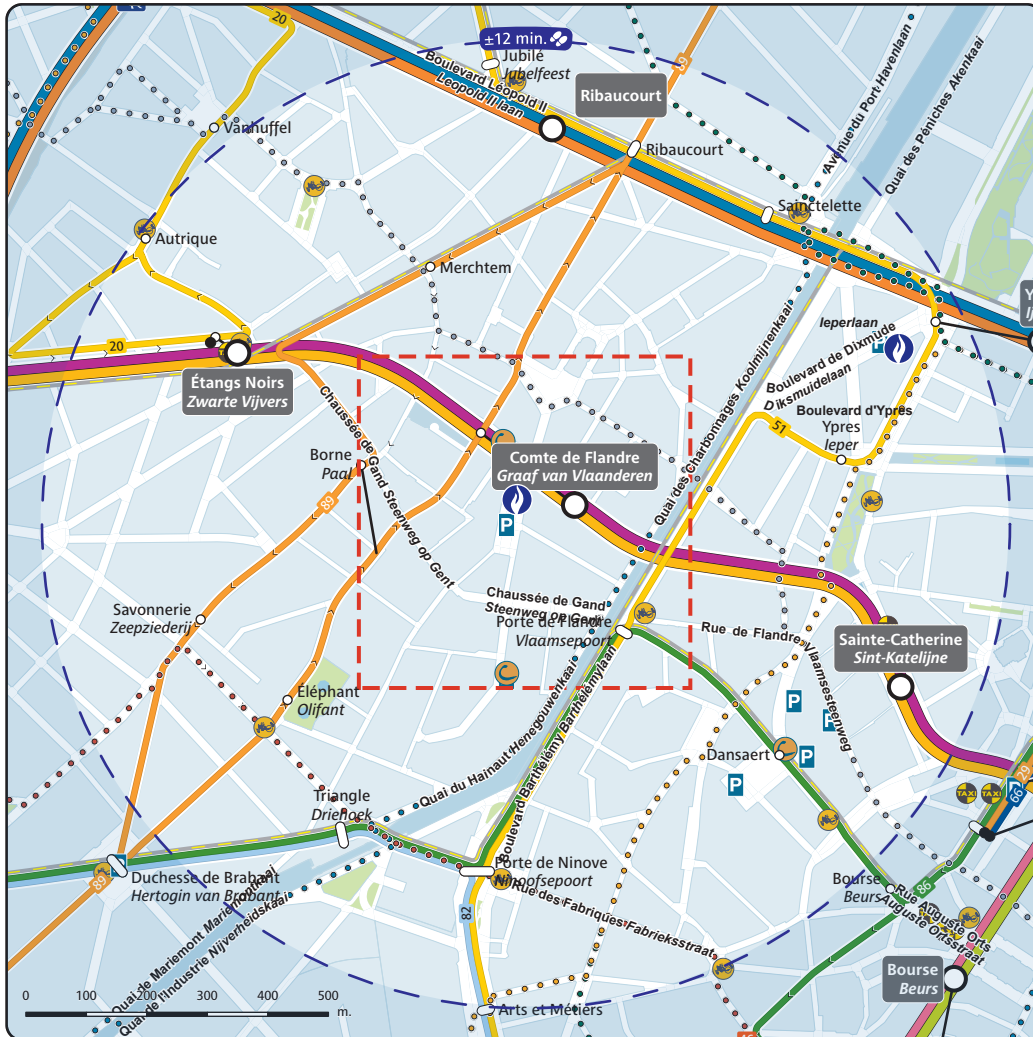 20
±12 min.
Jubilé
Jubelfeest
Boulevard Léopold II
Leopold II laan
Ribaucourt
Ribaucourt
Vanhuffel
Avenue du Port Havenlaan
Quai des Péniches Akenkaai
Sainctelette
Autrique
Merchtem
20
Étangs Noirs
Zwarte Vijvers
Ieperlaan
P
Boulevard de Dixmude
Diksmuidelaan
Quai des Charbonnages Koolmijnenkaai
Boulevard d'Ypres
Ypres
Ieper
51
Chaussée de Gand Steenweg op Gent
Borne
Paal
89
Comte de Flandre
Graaf van Vlaanderen
P
Chaussée de Gand
Steenweg op Gent
Porte de Flandre
Vlaamsepoort
Savonnerie
Zeepziederij
Rue de Flandre Vlaamsesteenweg
Sainte-Catherine
Sint-Katelijne
Éléphant
Olifant
P
P
P
P
Dansaert
Quai du Hainaut Henegouwenkaai
Boulevard Barthélémy Barthélémylaan
TAXI
TAXI
29
66
Triangle
Driehoek
Duchesse de Brabant
Hertogin van Brabant
89
Porte de Ninove
Ninoofsepoort
Rue des Fabriques Fabrieksstraat
82
Bourse
Beurs
86
Rue Auguste Orts
Auguste Ortsstraat
Bourse
Beurs
Quai de Mariemont Mariemontkaai
Quai de l'Industrie Nijverheidskaai
Arts et Métiers
0 100 200 300 400 500
m.